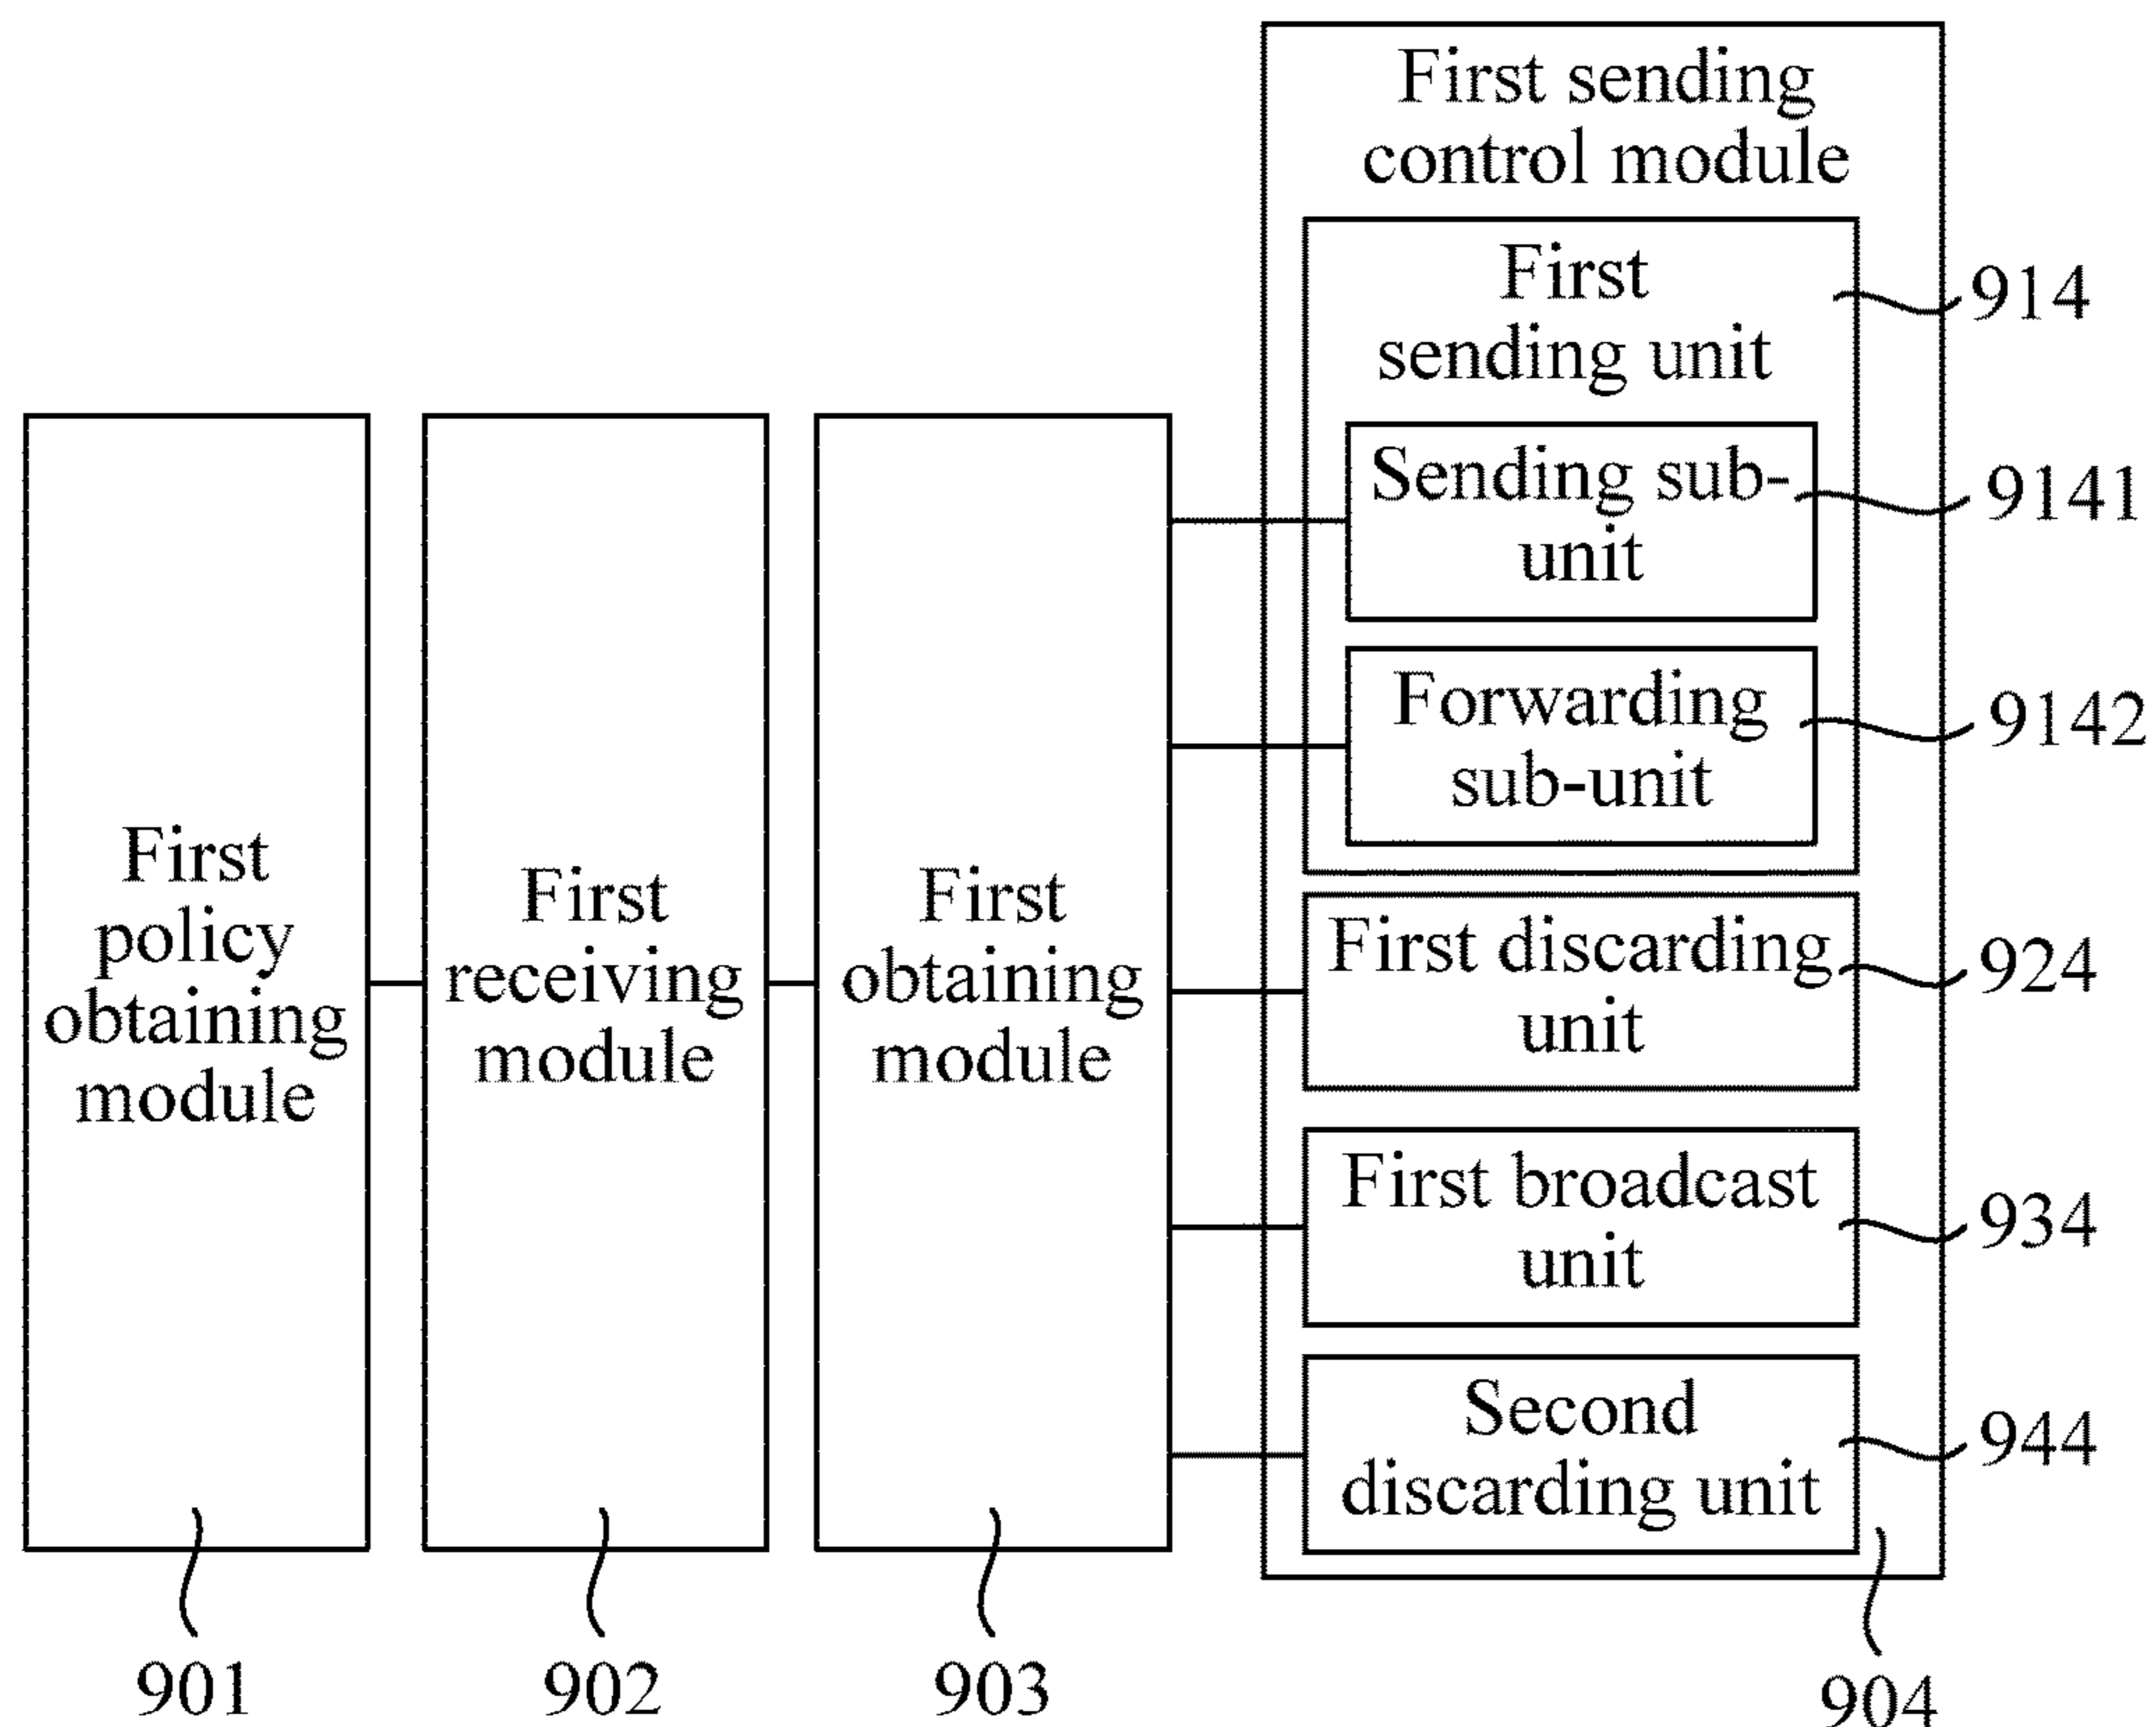 First sending
control module
First
sending unit
914
Sending sub-
unit
9141
Forwarding
sub-unit
9142
First discarding
unit
924
First broadcast
unit
934
Second
discarding unit
944
First
policy
obtaining
module
First
receiving
module
First
obtaining
module
901
902
903
904